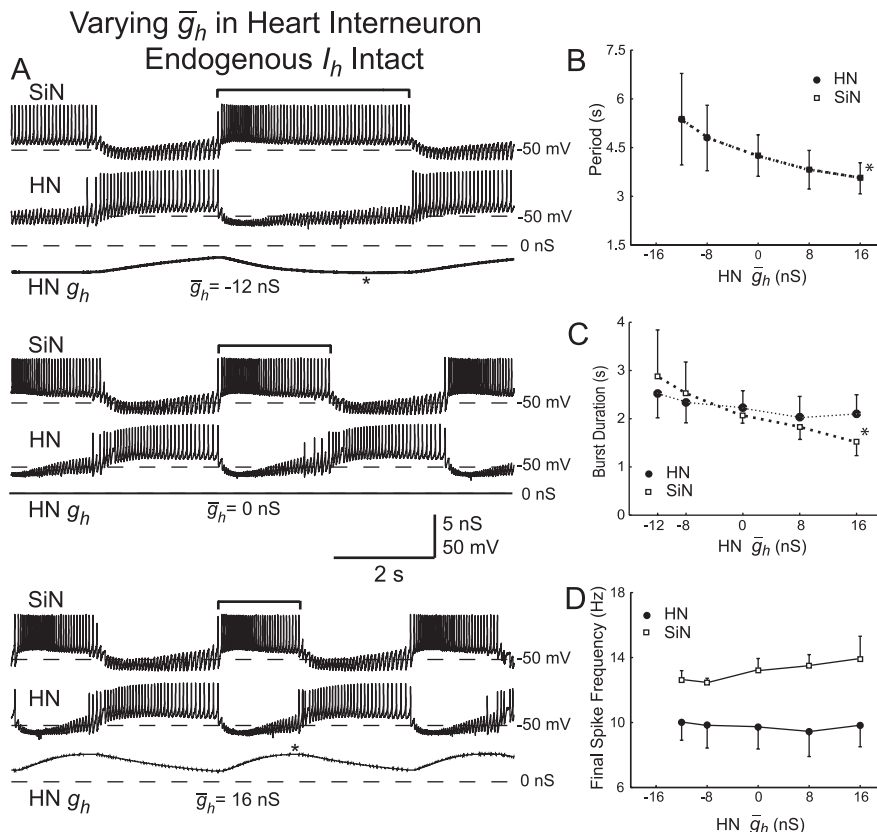 Varying g̅h in Heart Interneuron
Endogenous Ih Intact
A
SiN
-50 mV
HN
-50 mV
0 nS
*
HN gh
g̅h= -12 nS
SiN
-50 mV
HN
-50 mV
0 nS
HN gh
g̅h= 0 nS
5 nS
50 mV
2 s
SiN
-50 mV
HN
-50 mV
*
0 nS
HN gh
g̅h= 16 nS
B
Period (s)
7.5
6
4.5
3
1.5
HN
SiN
*
-16 -8 0 8 16
HN g̅h (nS)
C
Burst Duration (s)
4
3
2
1
0
*
HN
SiN
-12 -8 0 8 16
HN g̅h (nS)
D
Final Spike Frequency (Hz)
18
14
10
6
HN
SiN
-16 -8 0 8 16
HN g̅h (nS)